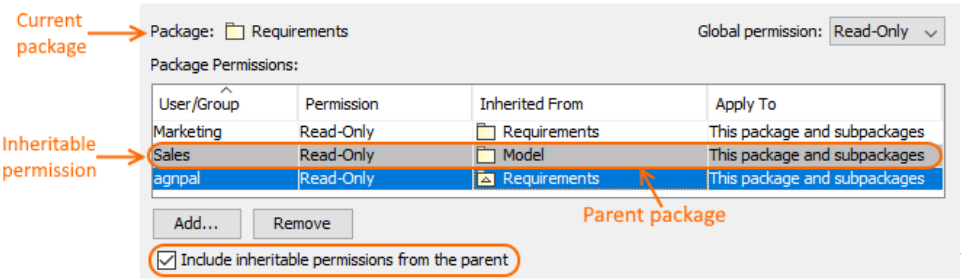 Current
package
Package: Requirements
Global permission: Read-Only
Package Permissions:
User/Group Permission Inherited From Apply To
Marketing Read-Only Requirements This package and subpackages
Inheritable
permission
Sales Read-Only Model This package and subpackages
agnpal Read-Only Requirements This package and subpackages
Parent package
Add... Remove
Include inheritable permissions from the parent